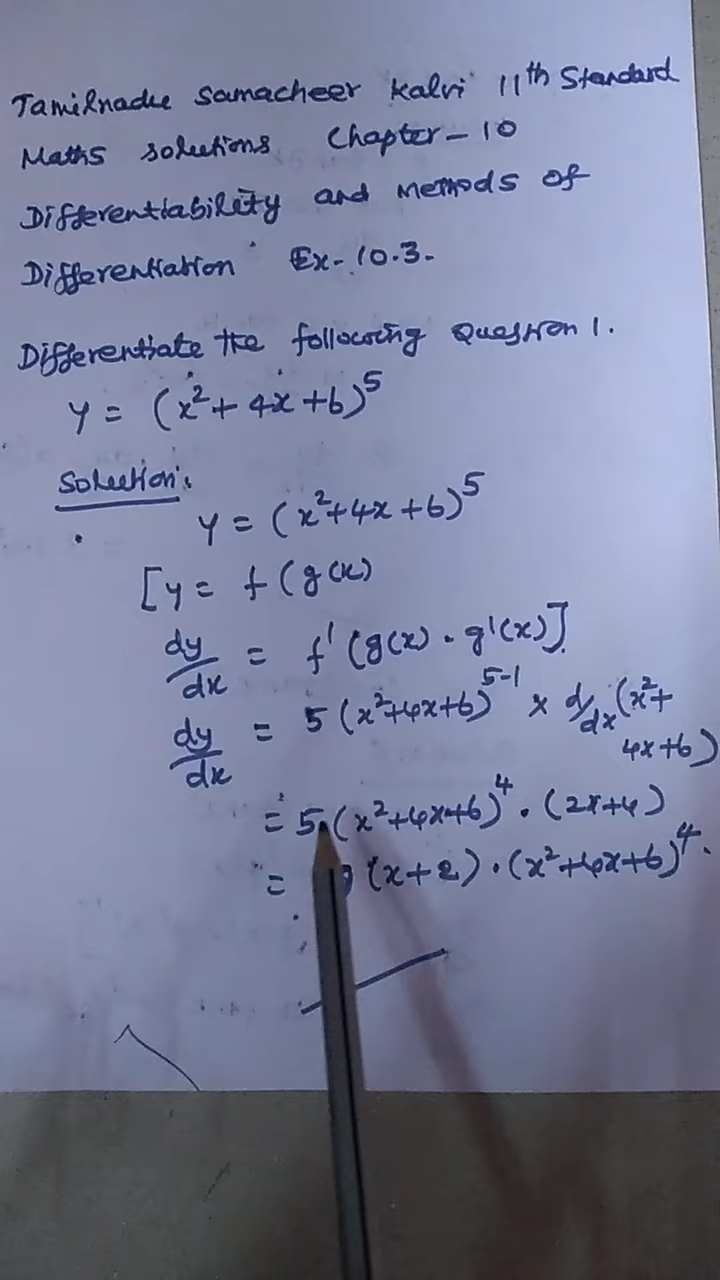 Tamilnadu Samacheer Kalvi 11th Standard
Maths solutions Chapter - 10
Differentiability and Methods of
Differentiation Ex- 10.3.
Differentiate the following Question 1.
y = (x²+ 4x +6)⁵
Solution:
y = (x²+4x+6)⁵
[y = f(g(x)
dy/dx = f'(g(x) . g'(x)]
dy/dx = 5(x²+4x+6)⁵⁻¹ × d/dx (x²+
4x+6)
= 5(x²+4x+6)⁴ . (2x+4)
= (x+2) . (x²+4x+6)⁴.